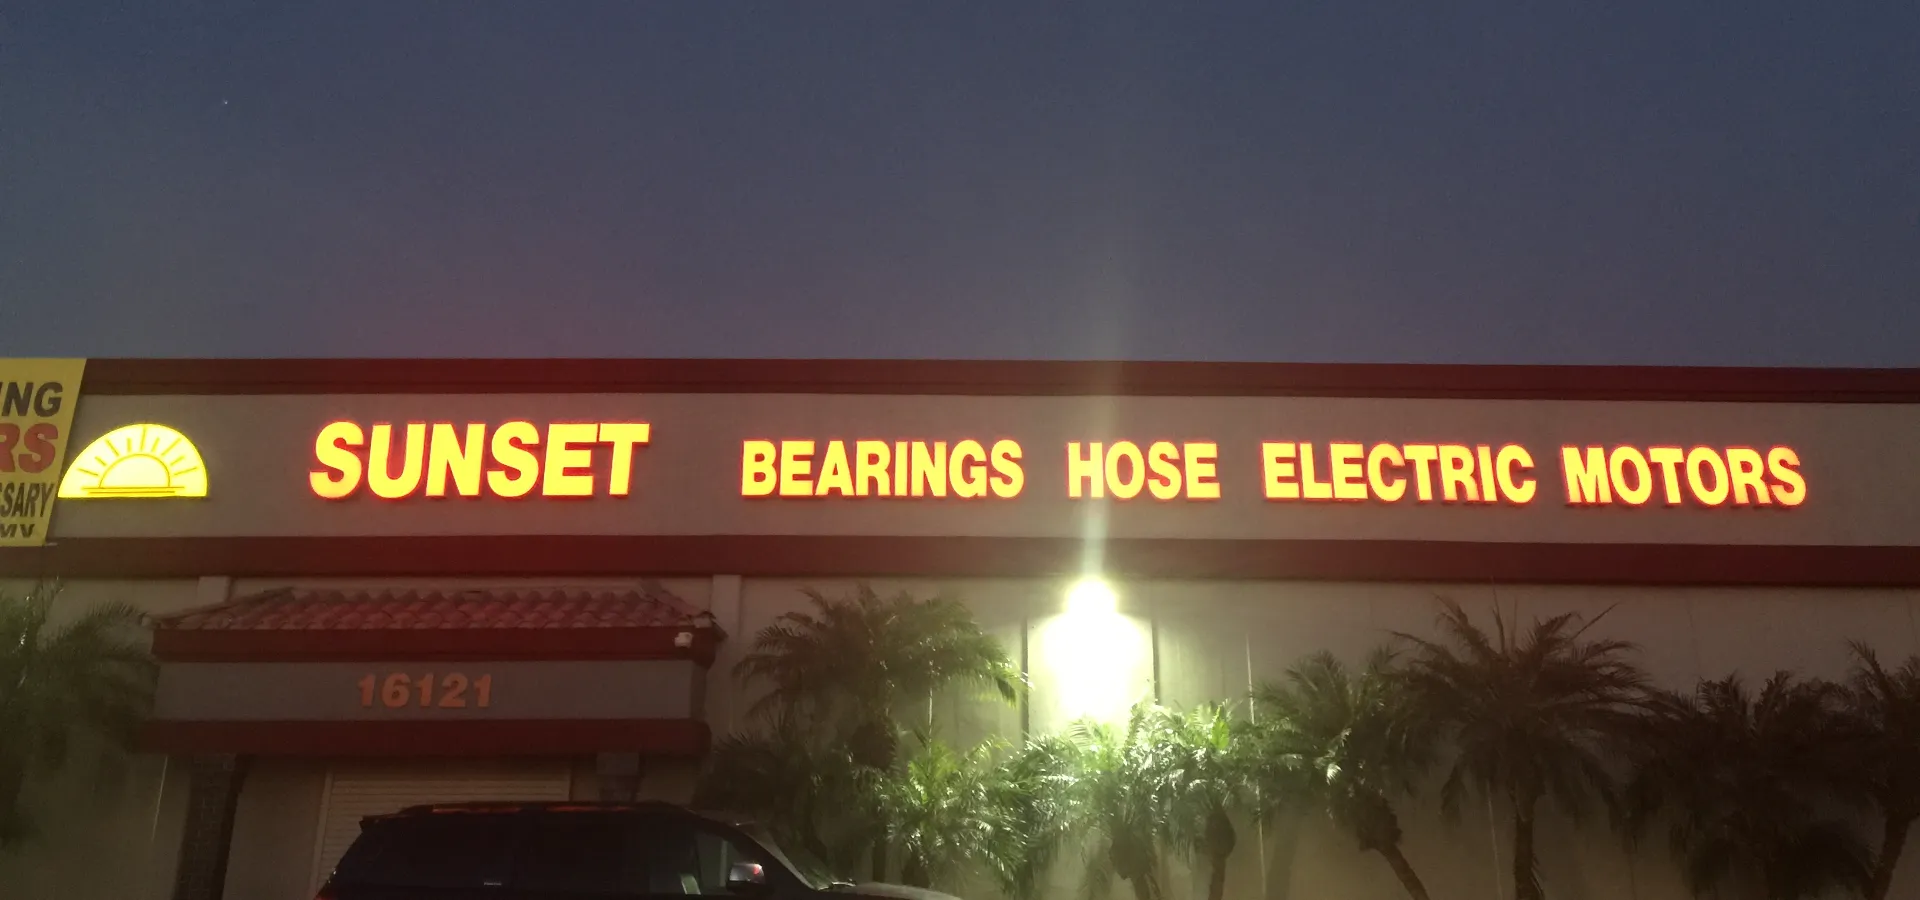 SUNSET BEARINGS HOSE ELECTRIC MOTORS
16121